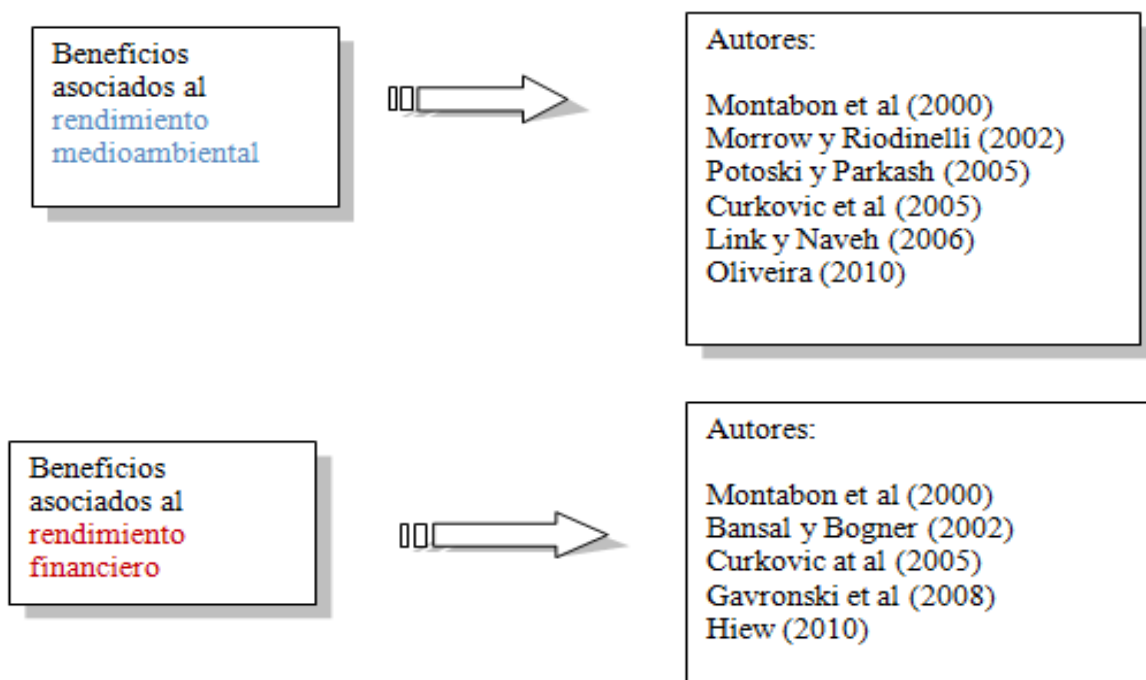 Beneficios
asociados al
rendimiento
medioambiental
Autores:
Montabon et al (2000)
Morrow y Riodinelli (2002)
Potoski y Parkash (2005)
Curkovic et al (2005)
Link y Naveh (2006)
Oliveira (2010)
Beneficios
asociados al
rendimiento
financiero
Autores:
Montabon et al (2000)
Bansal y Bogner (2002)
Curkovic at al (2005)
Gavronski et al (2008)
Hiew (2010)